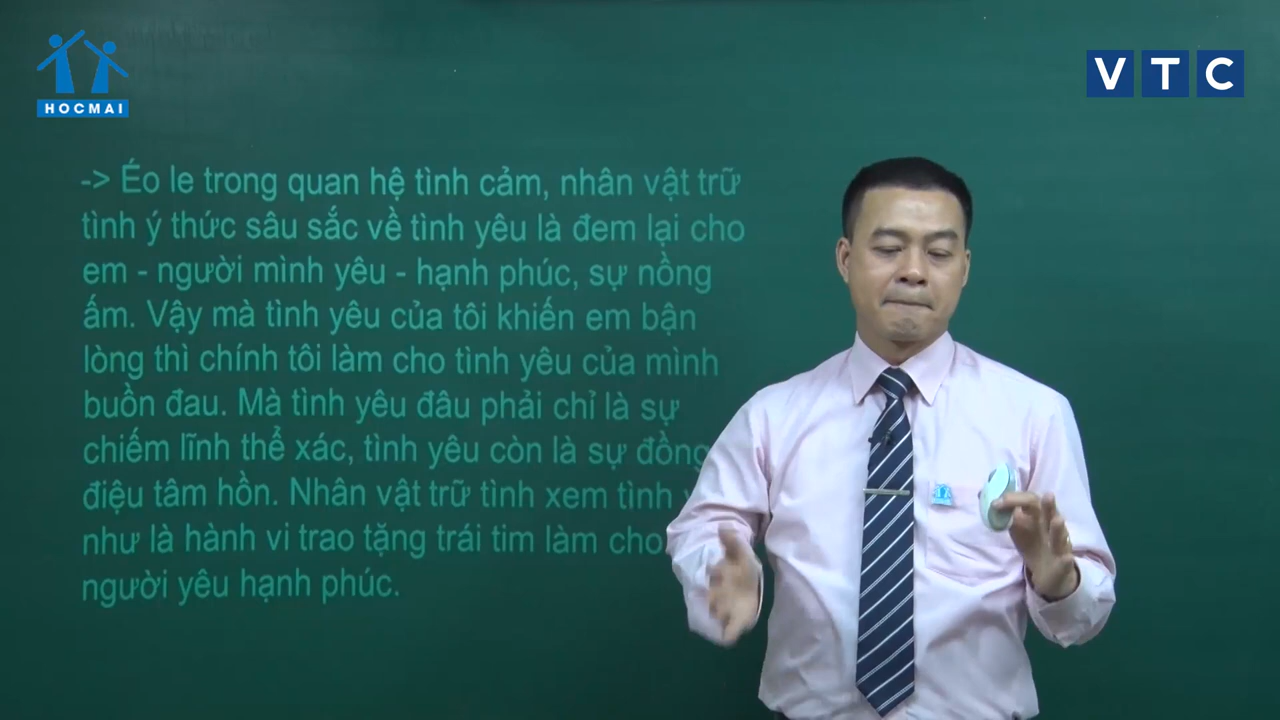 HOCMAI
VTC
-> Éo le trong quan hệ tình cảm, nhân vật trữ
tình ý thức sâu sắc về tình yêu là đem lại cho
em - người mình yêu - hạnh phúc, sự nồng
ấm. Vậy mà tình yêu của tôi khiến em bận
lòng thì chính tôi làm cho tình yêu của mình
buồn đau. Mà tình yêu đâu phải chỉ là sự
chiếm lĩnh thể xác, tình yêu còn là sự đồng
điệu tâm hồn. Nhân vật trữ tình xem tình
như là hành vi trao tặng trái tim làm cho
người yêu hạnh phúc.